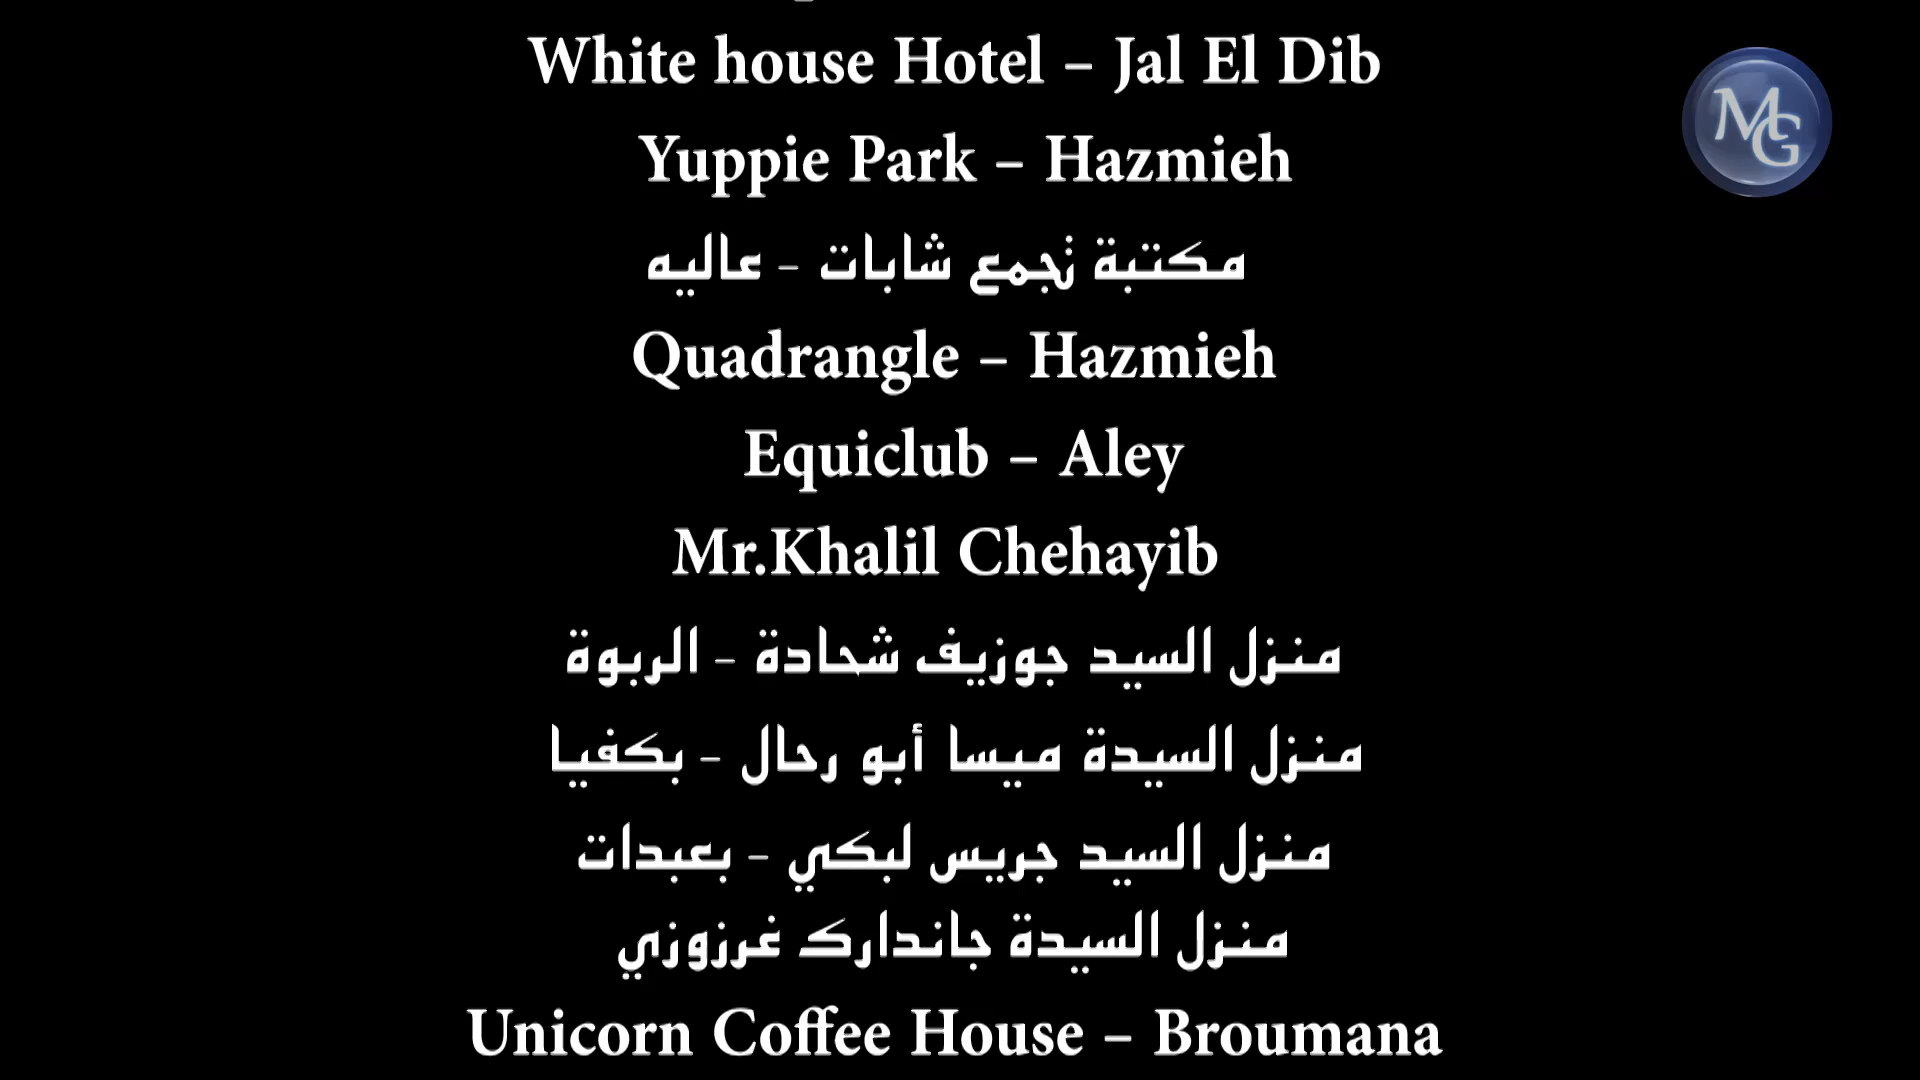 White house Hotel – Jal El Dib
MG
Yuppie Park – Hazmieh
مكتبة تجمع شابات - عاليه
Quadrangle – Hazmieh
Equiclub – Aley
Mr.Khalil Chehayib
منزل السيد جوزيف شحادة - الربوة
منزل السيدة ميسا أبو رحال - بكفيا
منزل السيد جريس لبكي - بعبدات
منزل السيدة جاندارك غرزوزي
Unicorn Coffee House – Broumana